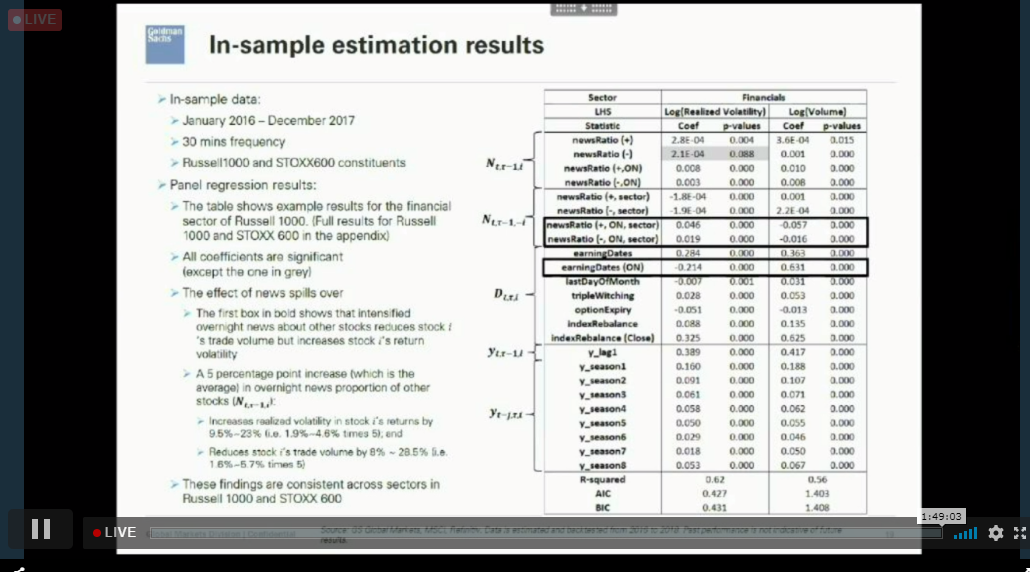 LIVE
Goldman
Sachs
In-sample estimation results
➢ In-sample data:
➢ January 2016 – December 2017
➢ 30 mins frequency
➢ Russell1000 and STOXX600 constituents
➢ Panel regression results:
➢ The table shows example results for the financial
sector of Russell 1000. (Full results for Russell
1000 and STOXX 600 in the appendix)
➢ All coefficients are significant
(except the one in grey)
➢ The effect of news spills over
➢ The first box in bold shows that intensified
overnight news about other stocks reduces stock i
's trade volume but increases stock i's return
volatility
➢ A 5 percentage point increase (which is the
average) in overnight news proportion of other
stocks (N t,τ−1,i):
➢ Increases realized volatility in stock i's returns by
9.5%–23% (i.e. 1.9%–4.6% times 5); and
➢ Reduces stock i's trade volume by 8% ~ 28.5% (i.e.
1.6%–5.7% times 5)
➢ These findings are consistent across sectors in
Russell 1000 and STOXX 600
N t,τ−1,i
N t,τ−1,−i
D t,τ,i
y t,τ−1,i
y t−j,τ,i
Sector Financials
LHS Log(Realized Volatility) Log(Volume)
Statistic Coef p-values Coef p-values
newsRatio (+) 2.8E-04 0.004 3.6E-04 0.015
newsRatio (-) 2.1E-04 0.088 0.001 0.000
newsRatio (+,ON) 0.008 0.000 0.010 0.000
newsRatio (-,ON) 0.003 0.000 0.008 0.000
newsRatio (+, sector) -1.8E-04 0.000 0.001 0.000
newsRatio (-, sector) -1.9E-04 0.000 2.2E-04 0.000
newsRatio (+, ON, sector) 0.046 0.000 -0.057 0.000
newsRatio (-, ON, sector) 0.019 0.000 -0.016 0.000
earningDates 0.284 0.000 0.363 0.000
earningDates (ON) -0.214 0.000 0.631 0.000
lastDayOfMonth -0.007 0.001 0.031 0.000
tripleWitching 0.028 0.000 0.053 0.000
optionExpiry -0.051 0.000 -0.013 0.000
indexRebalance 0.088 0.000 0.135 0.000
indexRebalance (Close) 0.325 0.000 0.625 0.000
y_lag1 0.389 0.000 0.417 0.000
y_season1 0.160 0.000 0.188 0.000
y_season2 0.091 0.000 0.107 0.000
y_season3 0.061 0.000 0.071 0.000
y_season4 0.058 0.000 0.062 0.000
y_season5 0.050 0.000 0.055 0.000
y_season6 0.029 0.000 0.046 0.000
y_season7 0.018 0.000 0.050 0.000
y_season8 0.053 0.000 0.067 0.000
R-squared 0.62 0.56
AIC 0.427 1.403
BIC 0.431 1.408
1:49:03
LIVE
Source: GS Global Markets, MSCI, Refinitiv. Data is estimated and backtested from 2016 to 2018. Past performance is not indicative of future
results.
Global Markets Division | Confidential